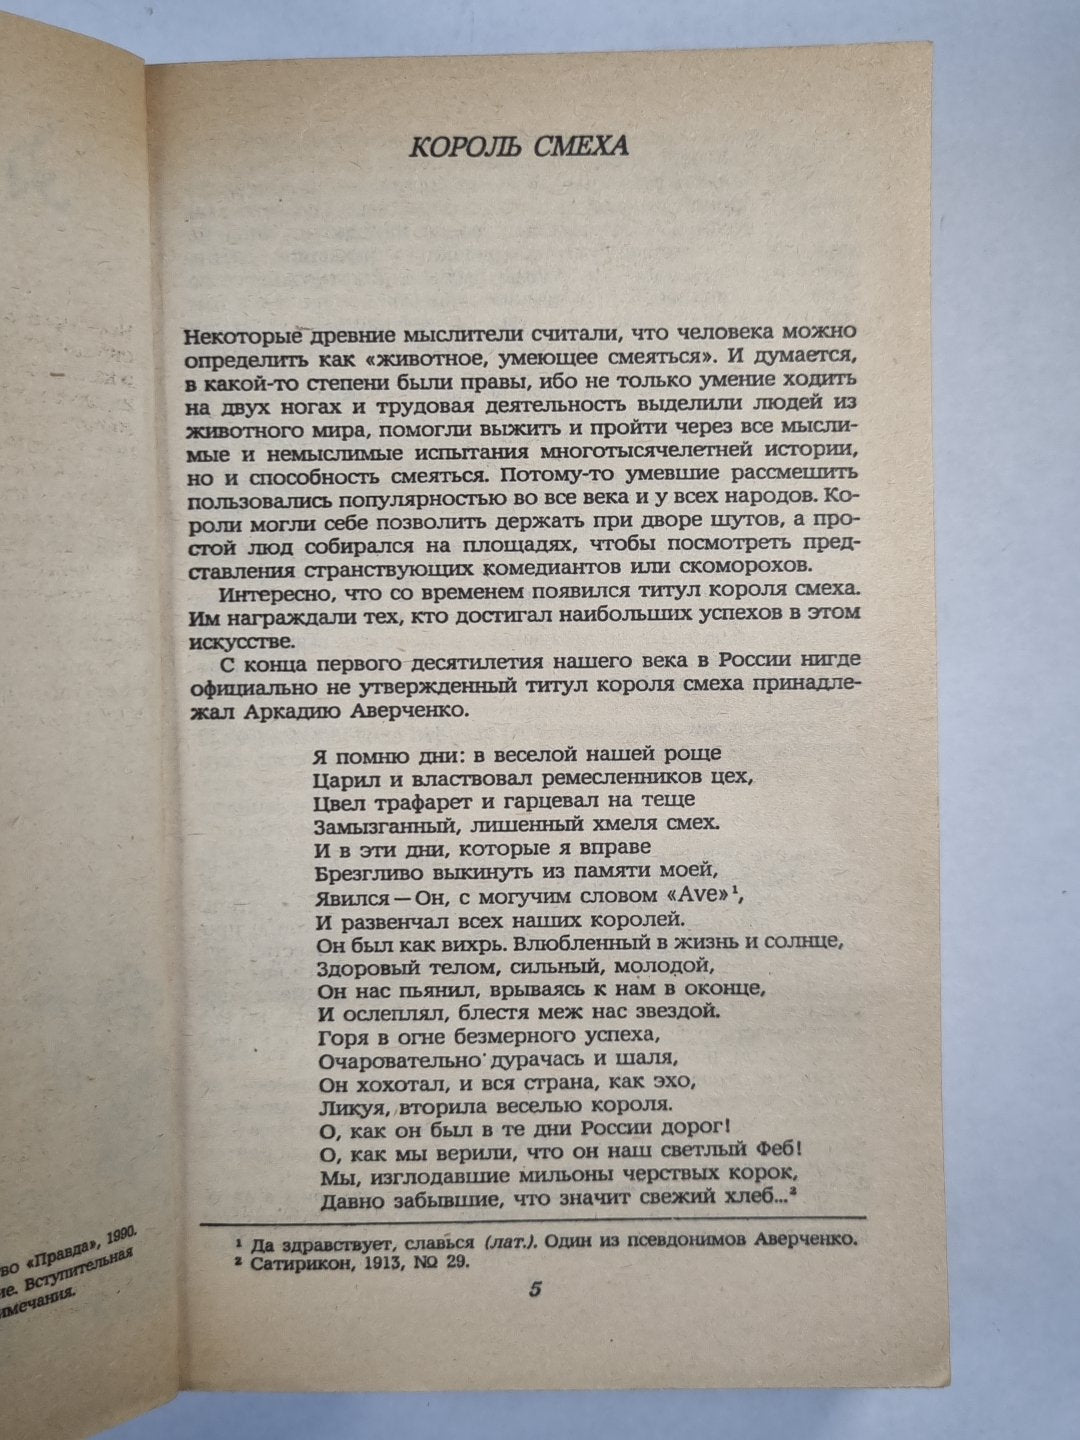 КОРОЛЬ СМЕХА
Некоторые древние мыслители считали, что человека можно
определить как «животное, умеющее смеяться». И думается,
в какой-то степени были правы, ибо не только умение ходить
на двух ногах и трудовая деятельность выделили людей из
животного мира, помогли выжить и пройти через все мысли-
мые и немыслимые испытания многотысячелетней истории,
но и способность смеяться. Потому-то умевшие рассмешить
пользовались популярностью во все века и у всех народов. Ко-
роли могли себе позволить держать при дворе шутов, а про-
стой люд собирался на площадях, чтобы посмотреть пред-
ставления странствующих комедиантов или скоморохов.
Интересно, что со временем появился титул короля смеха.
Им награждали тех, кто достигал наибольших успехов в этом
искусстве.
С конца первого десятилетия нашего века в России нигде
официально не утвержденный титул короля смеха принадле-
жал Аркадию Аверченко.
Я помню дни: в веселой нашей роще
Царил и властвовал ремесленников цех,
Цвел трафарет и гарцевал на теще
Замызганный, лишенный хмеля смех.
И в эти дни, которые я вправе
Брезгливо выкинуть из памяти моей,
Явился — Он, с могучим словом «Ave»¹,
И развенчал всех наших королей.
Он был как вихрь. Влюбленный в жизнь и солнце,
Здоровый телом, сильный, молодой,
Он нас пьянил, врываясь к нам в оконце,
И ослеплял, блестя меж нас звездой.
Горя в огне безмерного успеха,
Очаровательно дурачась и шаля,
Он хохотал, и вся страна, как эхо,
Ликуя, вторила веселью короля.
О, как он был в те дни России дорог!
О, как мы верили, что он наш светлый Феб!
Мы, изглодавшие мильоны черствых корок,
Давно забывшие, что значит свежий хлеб...²
¹ Да здравствует, славься (лат.). Один из псевдонимов Аверченко.
² Сатирикон, 1913, № 29.
5
во «Правда», 1990.
ие. Вступительная
имечания.